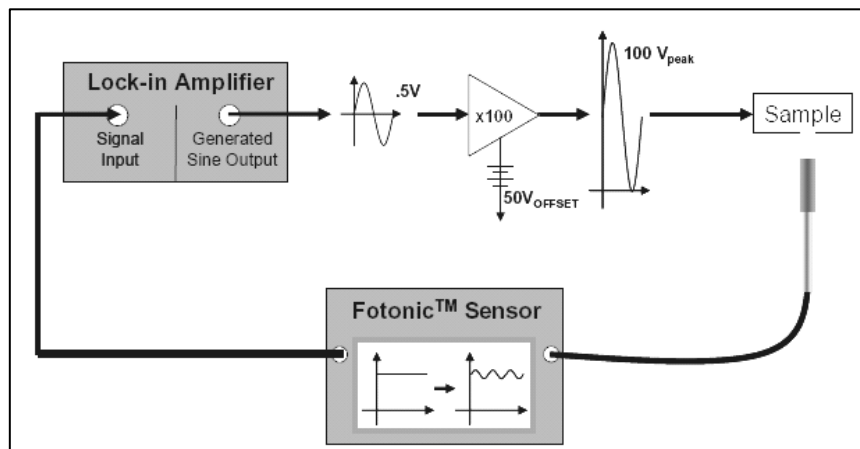 Lock-in Amplifier
Signal
Input
Generated
Sine Output
.5V
x100
50VOFFSET
100 Vpeak
Sample
Fotonic™ Sensor